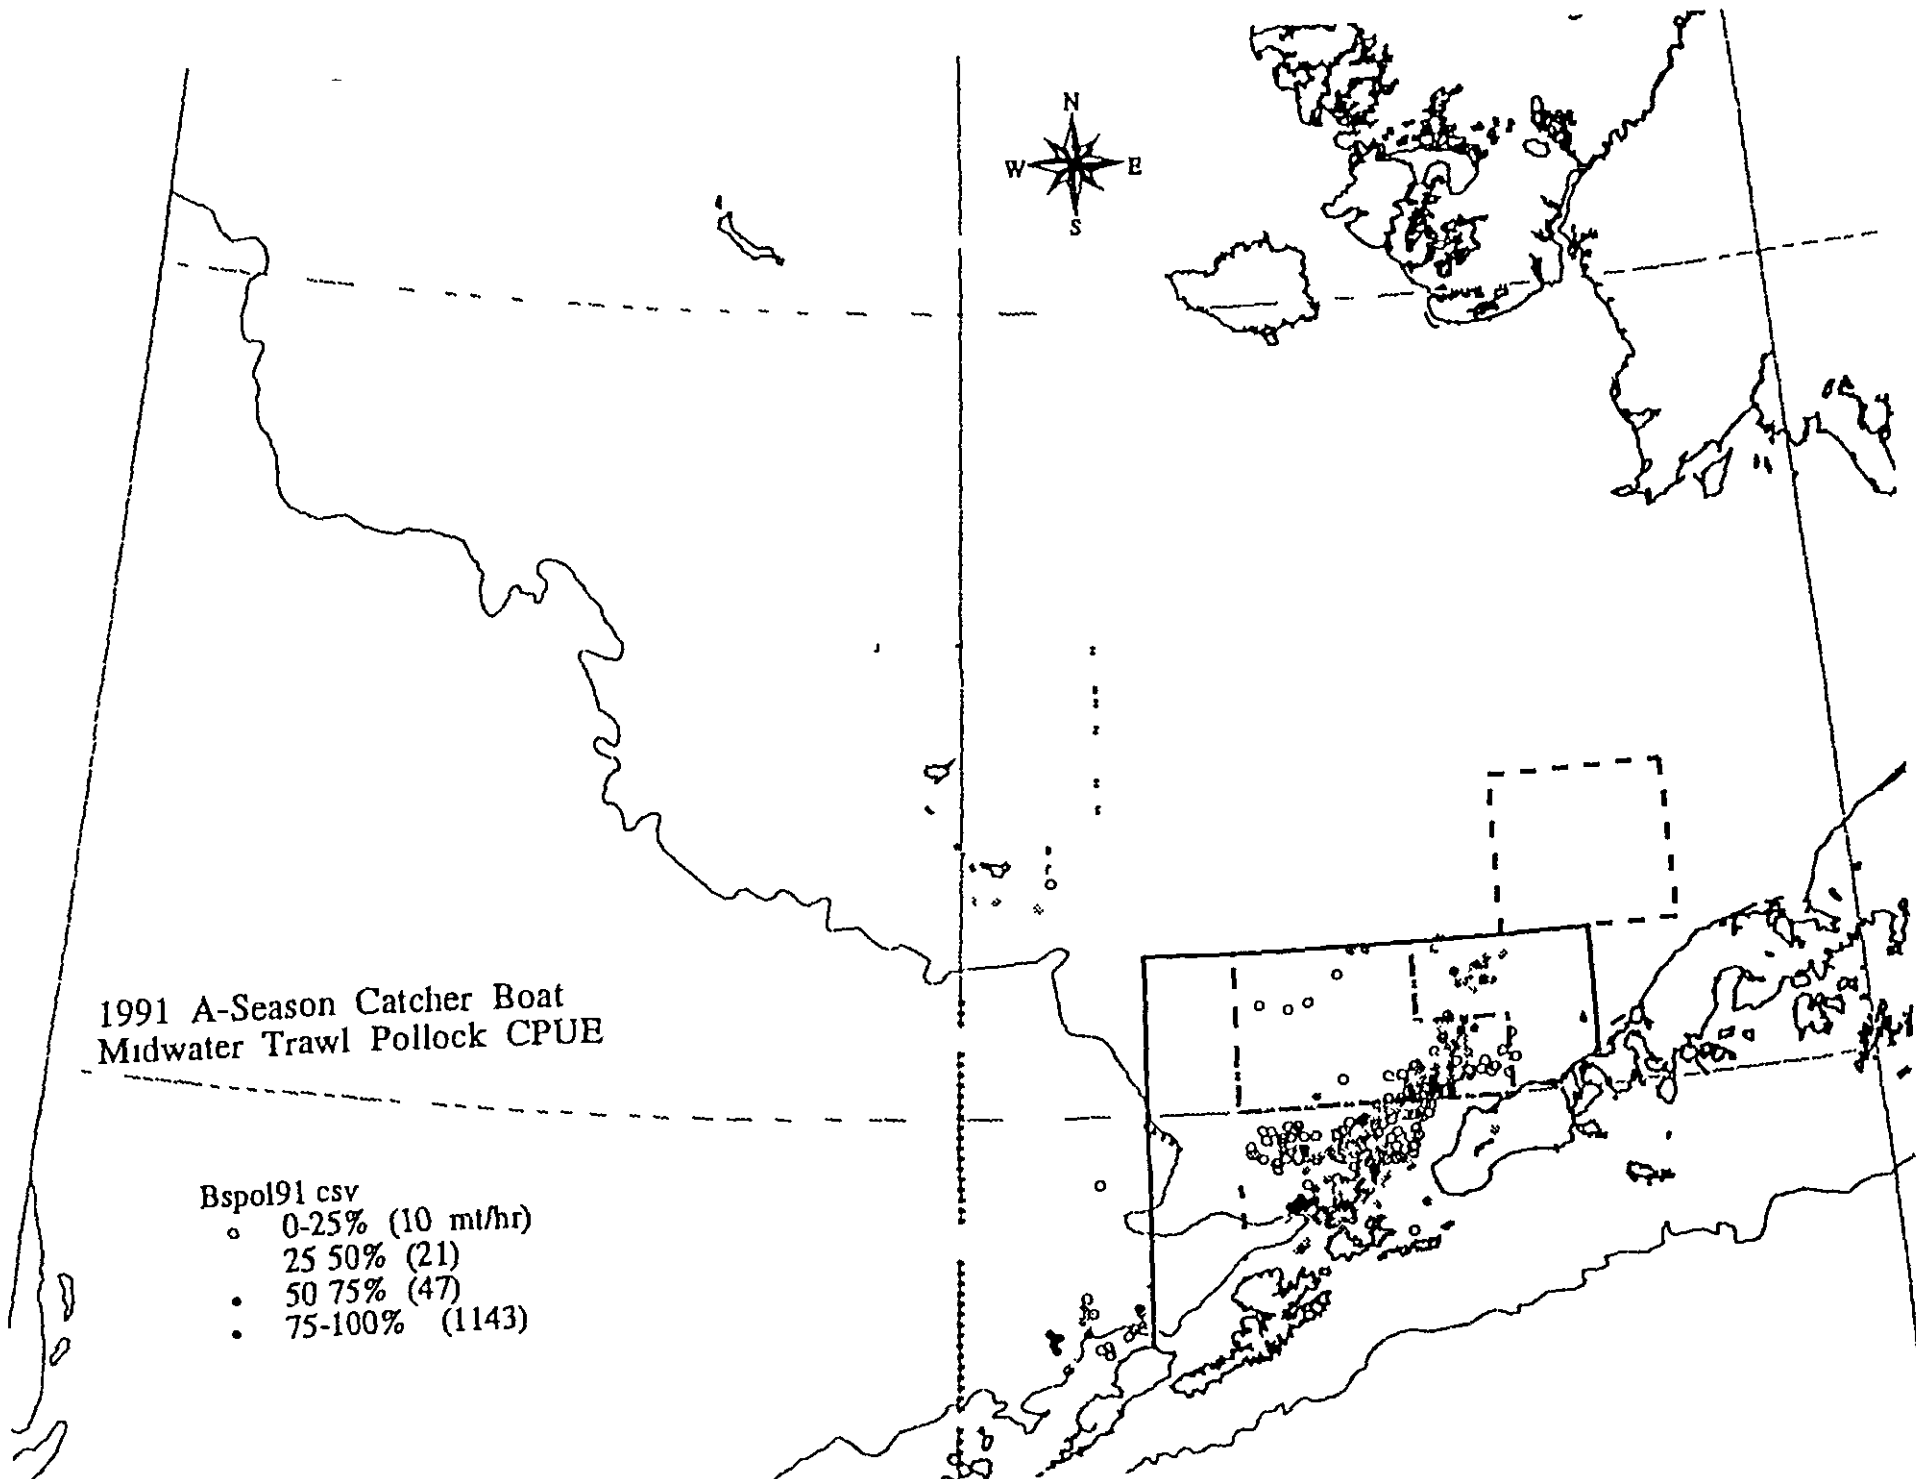 N
W E
S
1991 A-Season Catcher Boat
Midwater Trawl Pollock CPUE
Bspol91 csv
0-25% (10 mt/hr)
25 50% (21)
50 75% (47)
75-100% (1143)